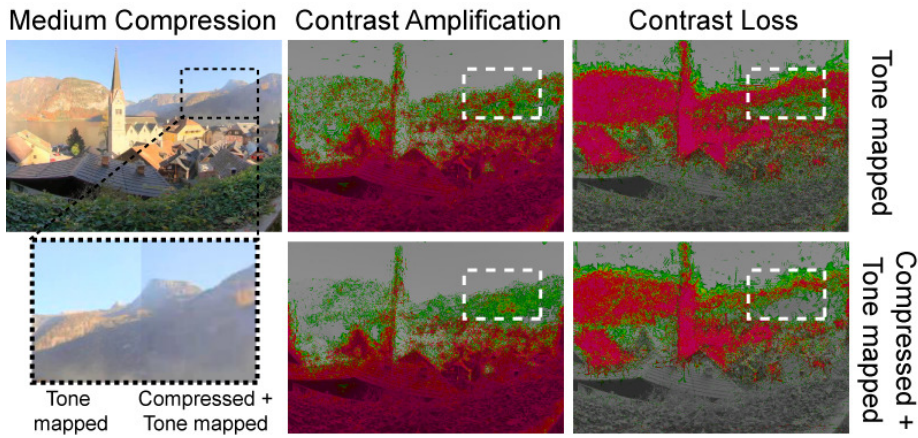 Medium Compression
Contrast Amplification
Contrast Loss
Tone mapped
Compressed +
Tone mapped
Tone
mapped
Compressed +
Tone mapped